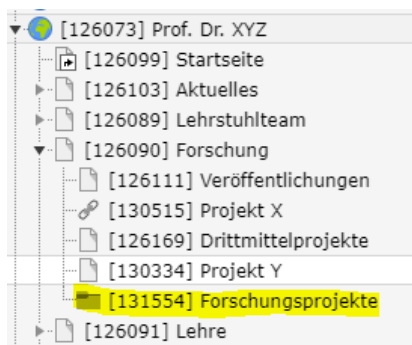 [126073] Prof. Dr. XYZ
[126099] Startseite
[126103] Aktuelles
[126089] Lehrstuhlteam
[126090] Forschung
[126111] Veröffentlichungen
[130515] Projekt X
[126169] Drittmittelprojekte
[130334] Projekt Y
[131554] Forschungsprojekte
[126091] Lehre